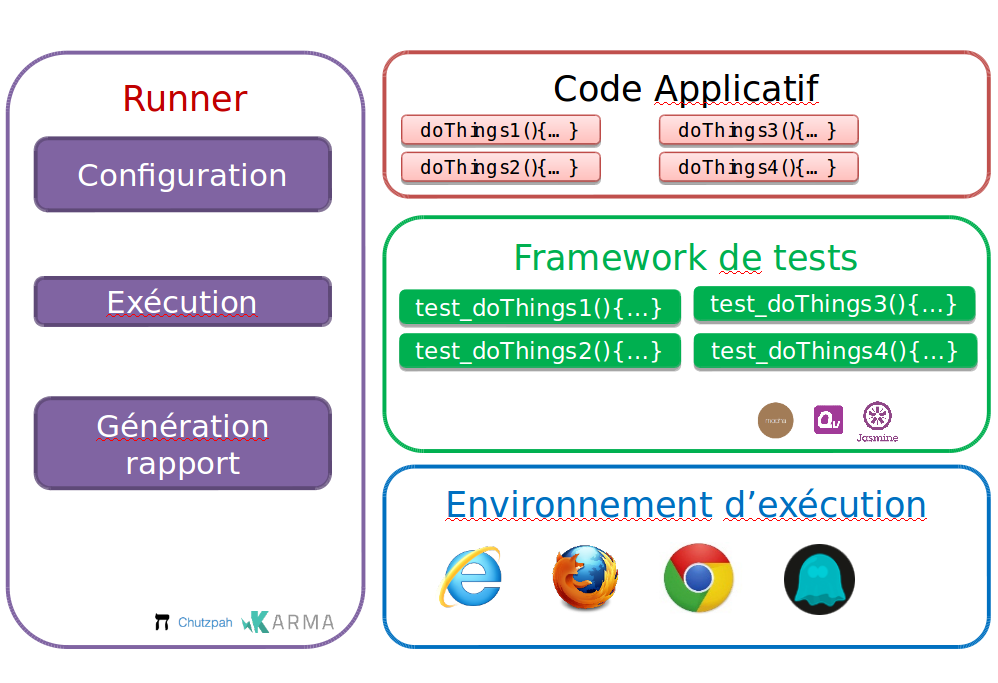 Runner
Configuration
Exécution
Génération
rapport
Chutzpah
KARMA
Code Applicatif
doThings1(){… }
doThings3(){… }
doThings2(){… }
doThings4(){… }
Framework de tests
test_doThings1(){…}
test_doThings3(){…}
test_doThings2(){…}
test_doThings4(){…}
mocha
Jasmine
Environnement d’exécution